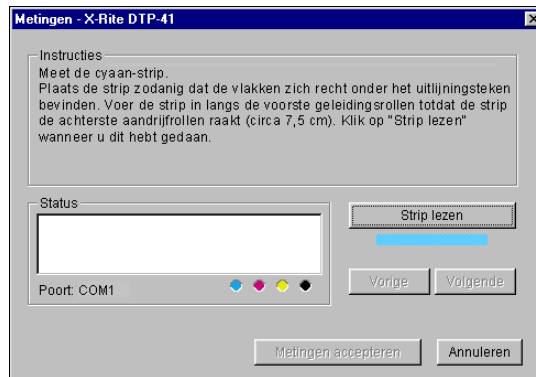 Metingen - X-Rite DTP-41
Instructies
Meet de cyaan-strip.
Plaats de strip zodanig dat de vlakken zich recht onder het uitlijningsteken
bevinden. Voer de strip in langs de voorste geleidingsrollen totdat de strip
de achterste aandrijfrollen raakt (circa 7,5 cm). Klik op "Strip lezen"
wanneer u dit hebt gedaan.
Status
Strip lezen
Poort: COM1
Vorige
Volgende
Metingen accepteren
Annuleren